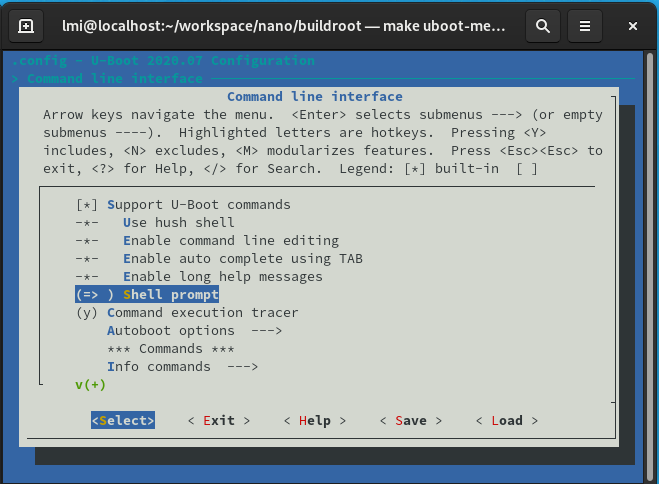 lmi@localhost:~/workspace/nano/buildroot — make uboot-me...
.config - U-Boot 2020.07 Configuration
> Command line interface
Command line interface
Arrow keys navigate the menu.  <Enter> selects submenus ---> (or empty
submenus ----).  Highlighted letters are hotkeys.  Pressing <Y>
includes, <N> excludes, <M> modularizes features.  Press <Esc><Esc> to
exit, <?> for Help, </> for Search.  Legend: [*] built-in  [ ]
[*] Support U-Boot commands
-*-   Use hush shell
-*-   Enable command line editing
-*-   Enable auto complete using TAB
-*-   Enable long help messages
(=> ) Shell prompt
(y) Command execution tracer
Autoboot options  --->
*** Commands ***
Info commands  --->
v(+)
<Select>    < Exit >    < Help >    < Save >    < Load >